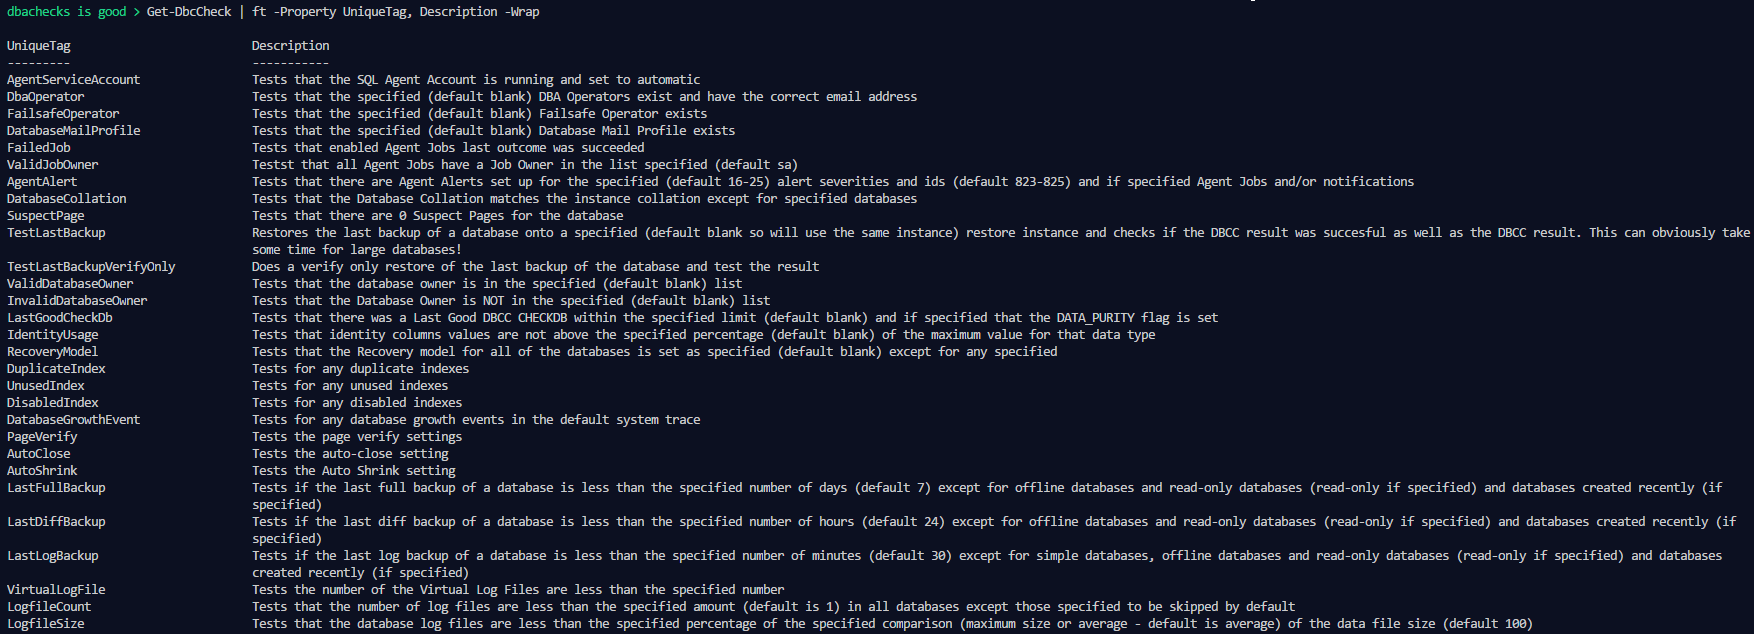 dbachecks is good > Get-DbcCheck | ft -Property UniqueTag, Description -Wrap
UniqueTag Description
--------- -----------
AgentServiceAccount Tests that the SQL Agent Account is running and set to automatic
DbaOperator Tests that the specified (default blank) DBA Operators exist and have the correct email address
FailsafeOperator Tests that the specified (default blank) Failsafe Operator exists
DatabaseMailProfile Tests that the specified (default blank) Database Mail Profile exists
FailedJob Tests that enabled Agent Jobs last outcome was succeeded
ValidJobOwner Testst that all Agent Jobs have a Job Owner in the list specified (default sa)
AgentAlert Tests that there are Agent Alerts set up for the specified (default 16-25) alert severities and ids (default 823-825) and if specified Agent Jobs and/or notifications
DatabaseCollation Tests that the Database Collation matches the instance collation except for specified databases
SuspectPage Tests that there are 0 Suspect Pages for the database
TestLastBackup Restores the last backup of a database onto a specified (default blank so will use the same instance) restore instance and checks if the DBCC result was succesful as well as the DBCC result. This can obviously take
some time for large databases!
TestLastBackupVerifyOnly Does a verify only restore of the last backup of the database and test the result
ValidDatabaseOwner Tests that the database owner is in the specified (default blank) list
InvalidDatabaseOwner Tests that the Database Owner is NOT in the specified (default blank) list
LastGoodCheckDb Tests that there was a Last Good DBCC CHECKDB within the specified limit (default blank) and if specified that the DATA_PURITY flag is set
IdentityUsage Tests that identity columns values are not above the specified percentage (default blank) of the maximum value for that data type
RecoveryModel Tests that the Recovery model for all of the databases is set as specified (default blank) except for any specified
DuplicateIndex Tests for any duplicate indexes
UnusedIndex Tests for any unused indexes
DisabledIndex Tests for any disabled indexes
DatabaseGrowthEvent Tests for any database growth events in the default system trace
PageVerify Tests the page verify settings
AutoClose Tests the auto-close setting
AutoShrink Tests the Auto Shrink setting
LastFullBackup Tests if the last full backup of a database is less than the specified number of days (default 7) except for offline databases and read-only databases (read-only if specified) and databases created recently (if
specified)
LastDiffBackup Tests if the last diff backup of a database is less than the specified number of hours (default 24) except for offline databases and read-only databases (read-only if specified) and databases created recently (if
specified)
LastLogBackup Tests if the last log backup of a database is less than the specified number of minutes (default 30) except for simple databases, offline databases and read-only databases (read-only if specified) and databases
created recently (if specified)
VirtualLogFile Tests the number of the Virtual Log Files are less than the specified number
LogfileCount Tests that the number of log files are less than the specified amount (default is 1) in all databases except those specified to be skipped by default
LogfileSize Tests that the database log files are less than the specified percentage of the specified comparison (maximum size or average - default is average) of the data file size (default 100)